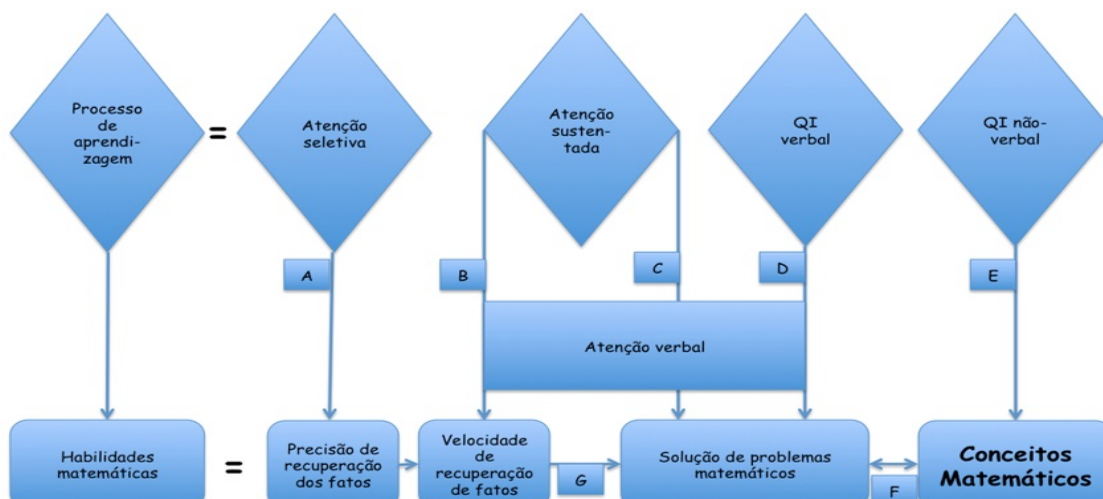 Processo
de
aprendi-
zagem
=
Atenção
seletiva
Atenção
susten-
tada
QI
verbal
QI não-
verbal
A
B
C
D
E
Atenção verbal
Habilidades
matemáticas
=
Precisão de
recuperação
dos fatos
Velocidade
de
recuperação
de fatos
G
Solução de problemas
matemáticos
F
Conceitos
Matemáticos